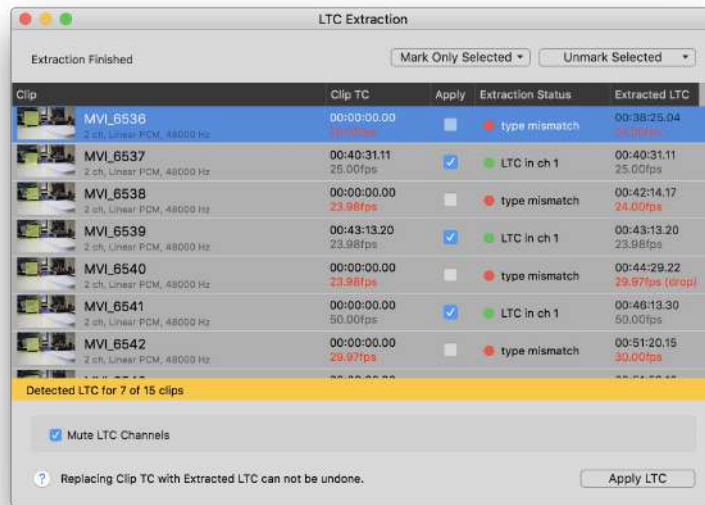 LTC Extraction
Extraction Finished
Mark Only Selected
Unmark Selected
Clip Clip TC Apply Extraction Status Extracted LTC
MVI_6536 00:00:00.00 type mismatch 00:38:25.04
2 ch, Linear PCM, 48000 Hz
MVI_6537 00:40:31.11 LTC in ch 1 00:40:31.11
2 ch, Linear PCM, 48000 Hz 25.00fps 25.00fps
MVI_6538 00:00:00.00 type mismatch 00:42:14.17
2 ch, Linear PCM, 48000 Hz 23.98fps 24.00fps
MVI_6539 00:43:13.20 LTC in ch 1 00:43:13.20
2 ch, Linear PCM, 48000 Hz 23.98fps 23.98fps
MVI_6540 00:00:00.00 type mismatch 00:44:29.22
2 ch, Linear PCM, 48000 Hz 23.98fps 29.97fps (drop)
MVI_6541 00:00:00.00 LTC in ch 1 00:46:13.30
2 ch, Linear PCM, 48000 Hz 50.00fps 50.00fps
MVI_6542 00:00:00.00 type mismatch 00:51:20.15
2 ch, Linear PCM, 48000 Hz 29.97fps 30.00fps
Detected LTC for 7 of 15 clips
Mute LTC Channels
? Replacing Clip TC with Extracted LTC can not be undone.
Apply LTC